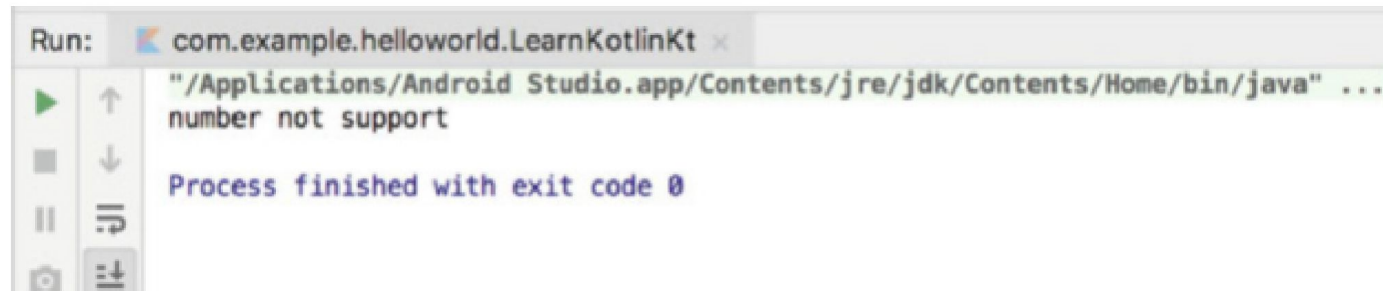 Run: com.example.helloworld.LearnKotlinKt ×
"/Applications/Android Studio.app/Contents/jre/jdk/Contents/Home/bin/java" ...
number not support
Process finished with exit code 0